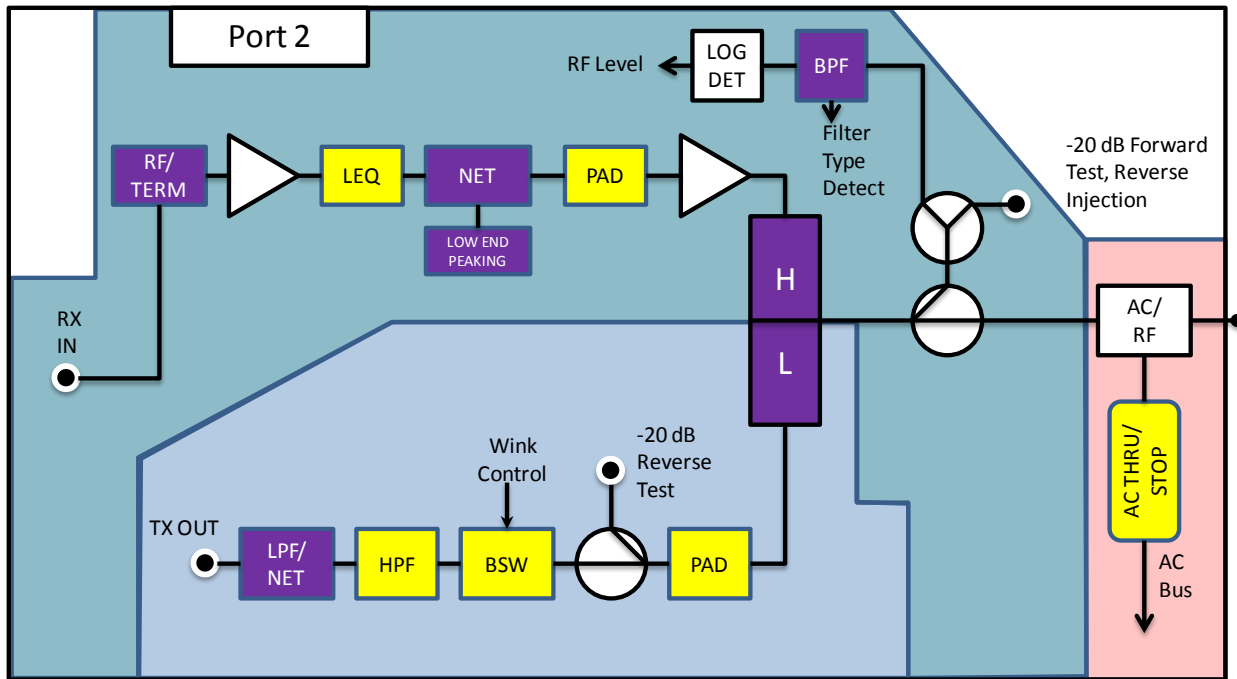 Port 2
RF Level
LOG
DET
BPF
Filter
Type
Detect
-20 dB Forward
Test, Reverse
Injection
RF/
TERM
LEQ
NET
PAD
LOW END
PEAKING
H
L
RX
IN
AC/
RF
AC THRU/
STOP
AC
Bus
Wink
Control
-20 dB
Reverse
Test
TX OUT
LPF/
NET
HPF
BSW
PAD